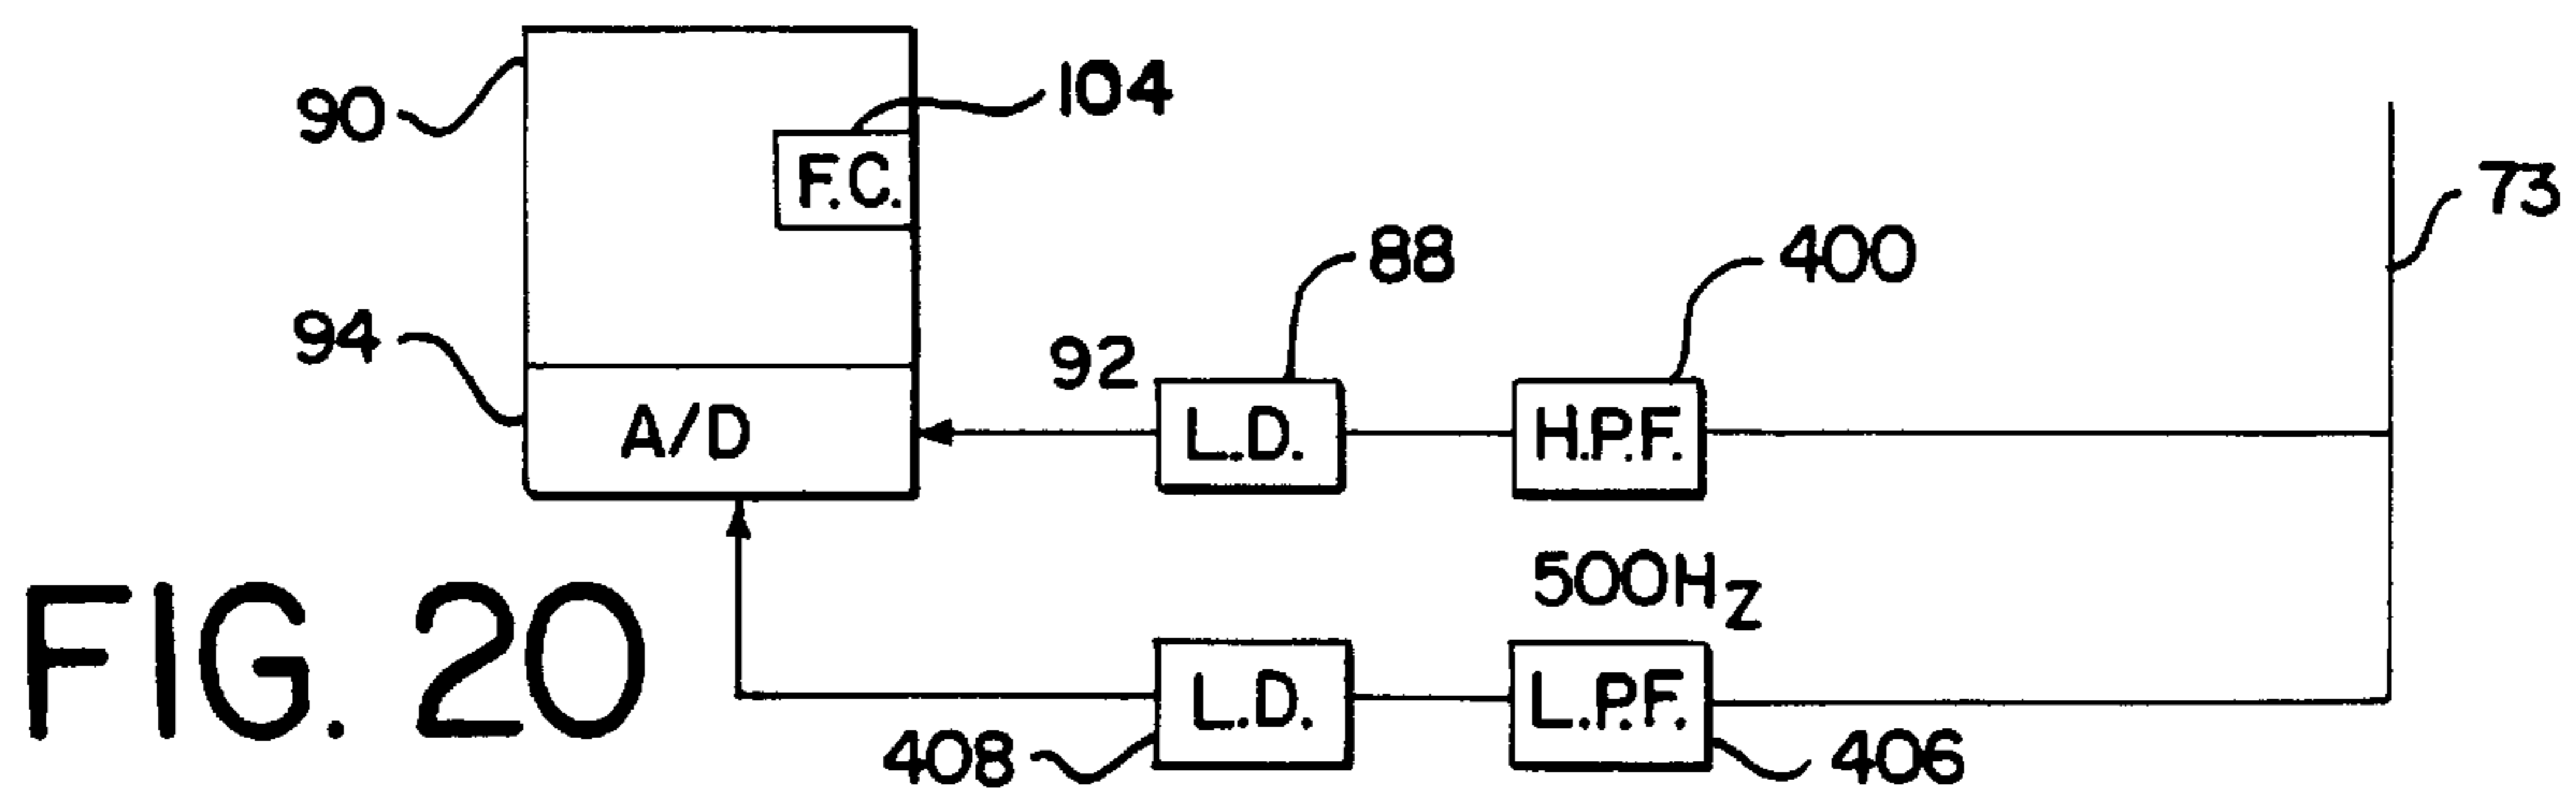 90
104
F.C.
73
88
400
94
92
A/D
L.D.
H.P.F.
500Hz
L.D.
L.P.F.
408
406
FIG. 20